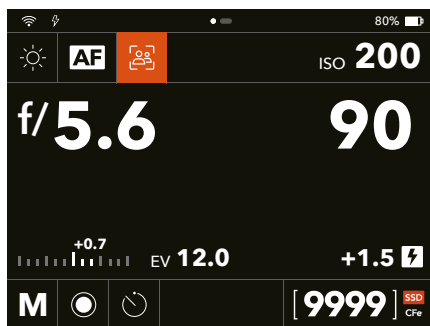 80%
AF
ISO 200
f/5.6 90
+0.7
EV 12.0 +1.5
M [9999] SSD
CFe